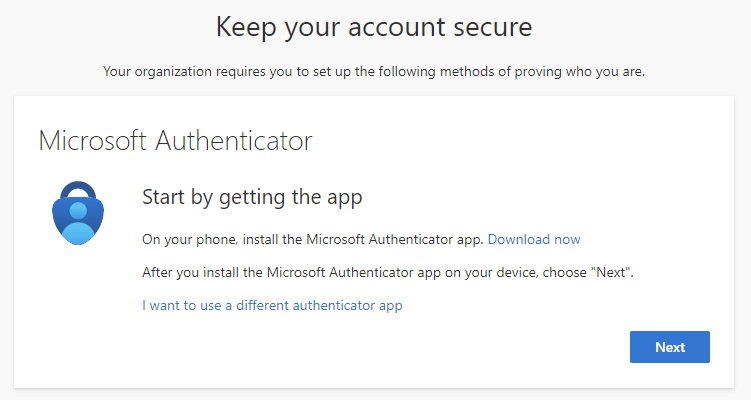 Keep your account secure
Your organization requires you to set up the following methods of proving who you are.
Microsoft Authenticator
Start by getting the app
On your phone, install the Microsoft Authenticator app. Download now
After you install the Microsoft Authenticator app on your device, choose "Next".
I want to use a different authenticator app
Next